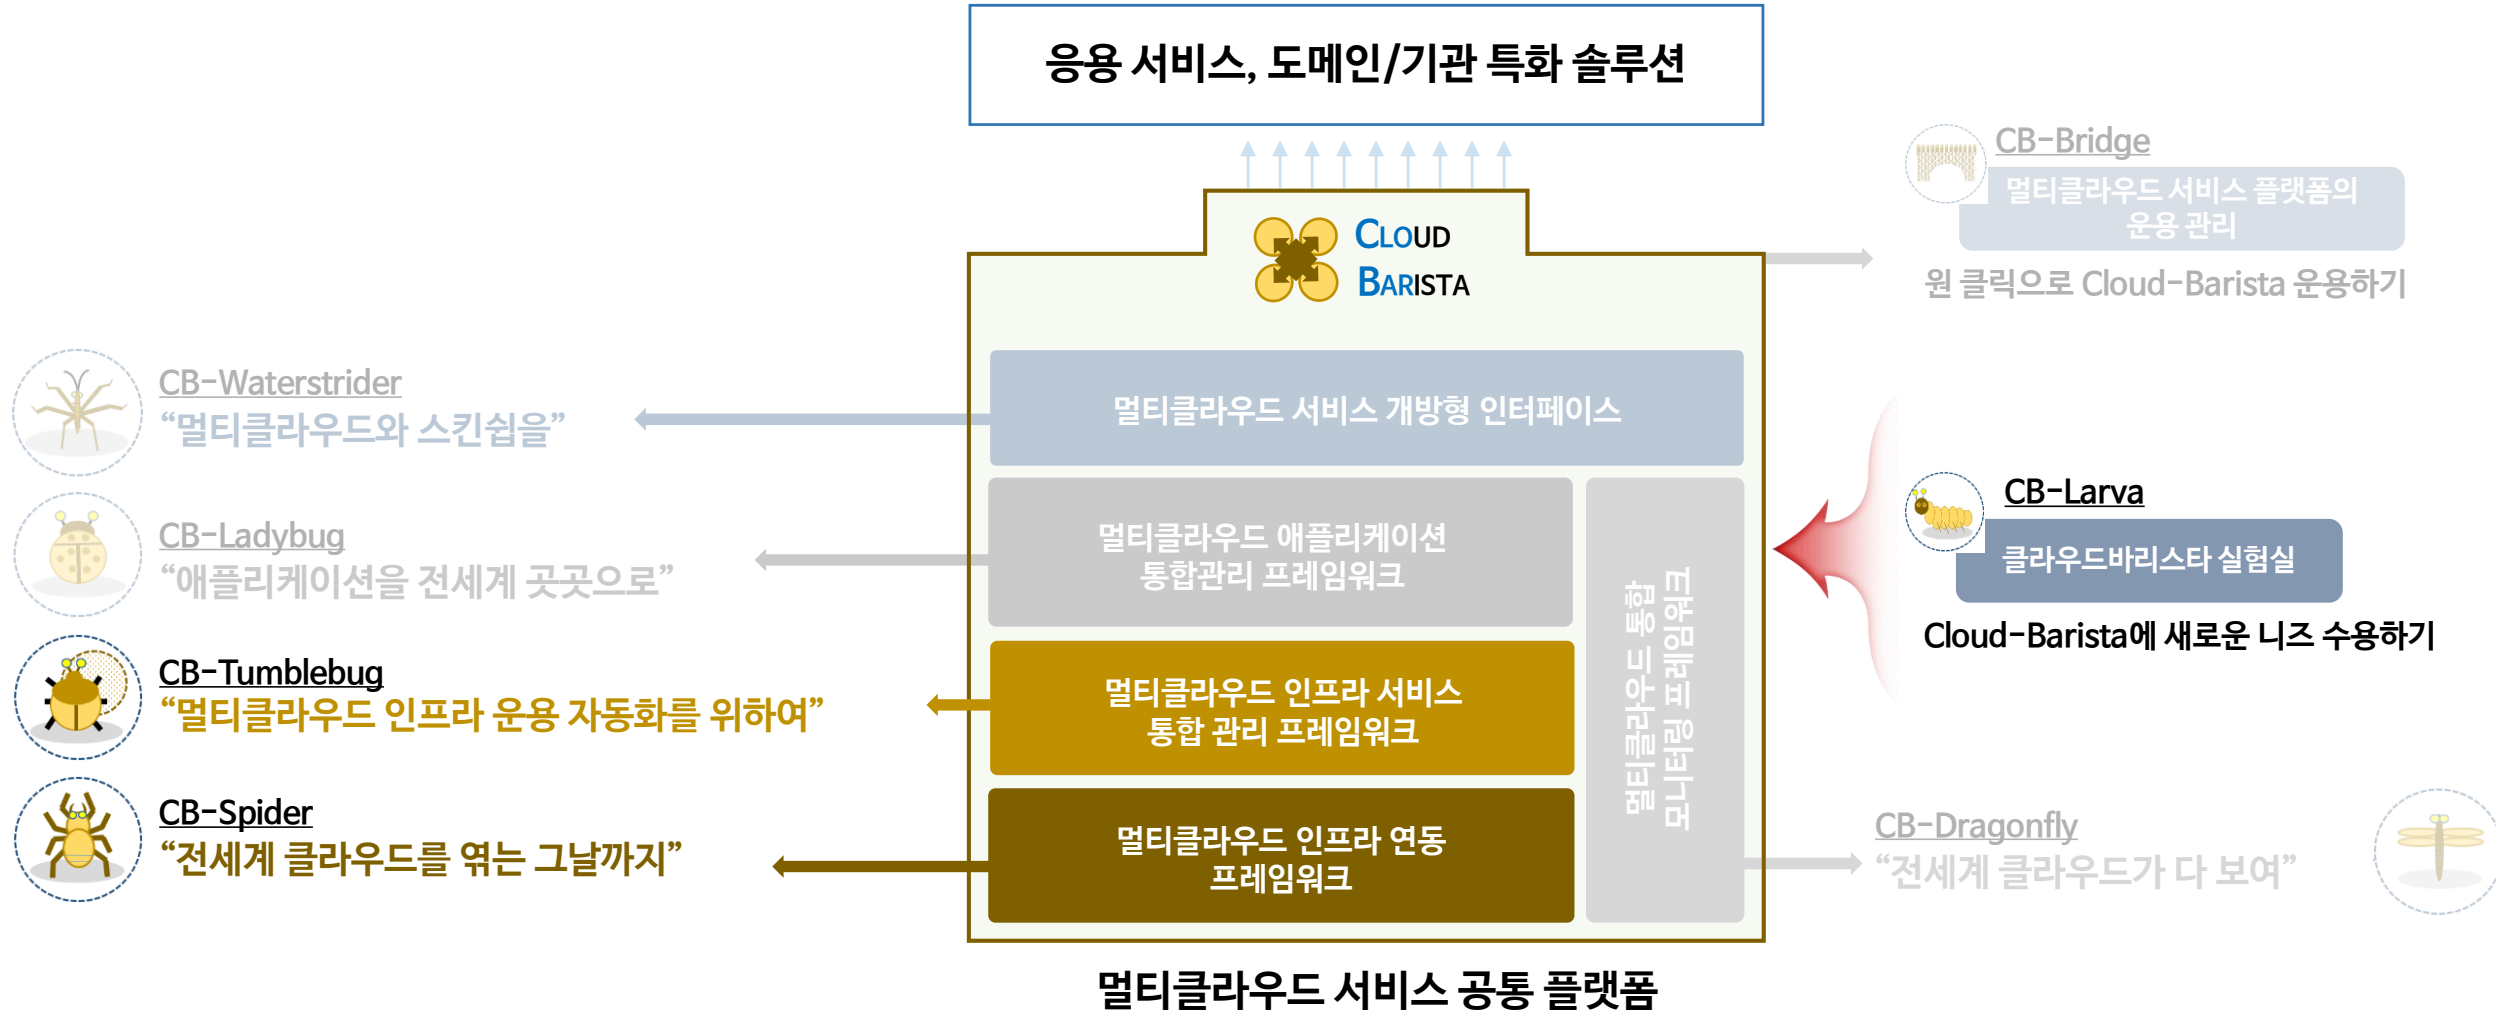 응용 서비스, 도메인/기관 특화 솔루션
CLOUD
BARISTA
CB-Bridge
멀티클라우드 서비스 플랫폼의
운용 관리
원 클릭으로 Cloud-Barista 운용하기
CB-Waterstrider
“멀티클라우드와 스킨쉽을”
멀티클라우드 서비스 개방형 인터페이스
CB-Ladybug
“애플리케이션을 전세계 곳곳으로”
멀티클라우드 애플리케이션
통합관리 프레임워크
멀티클라우드 통합
모니터링 프레임워크
CB-Larva
클라우드바리스타 실험실
Cloud-Barista에 새로운 니즈 수용하기
CB-Tumblebug
“멀티클라우드 인프라 운용 자동화를 위하여”
멀티클라우드 인프라 서비스
통합 관리 프레임워크
CB-Spider
“전세계 클라우드를 엮는 그날까지”
멀티클라우드 인프라 연동
프레임워크
CB-Dragonfly
“전세계 클라우드가 다 보여”
멀티클라우드 서비스 공통 플랫폼